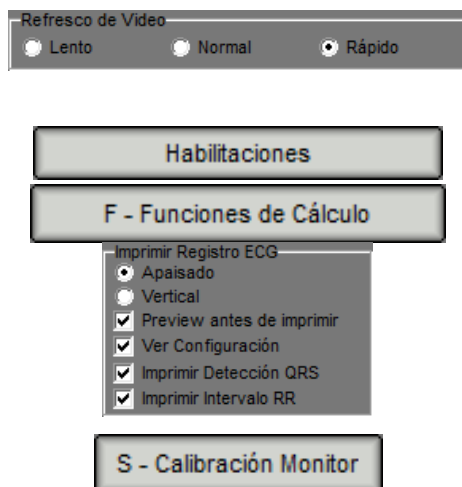 Refresco de Video
Lento Normal Rápido
Habilitaciones
F - Funciones de Cálculo
Imprimir Registro ECG
Apaisado
Vertical
Preview antes de imprimir
Ver Configuración
Imprimir Detección QRS
Imprimir Intervalo RR
S - Calibración Monitor